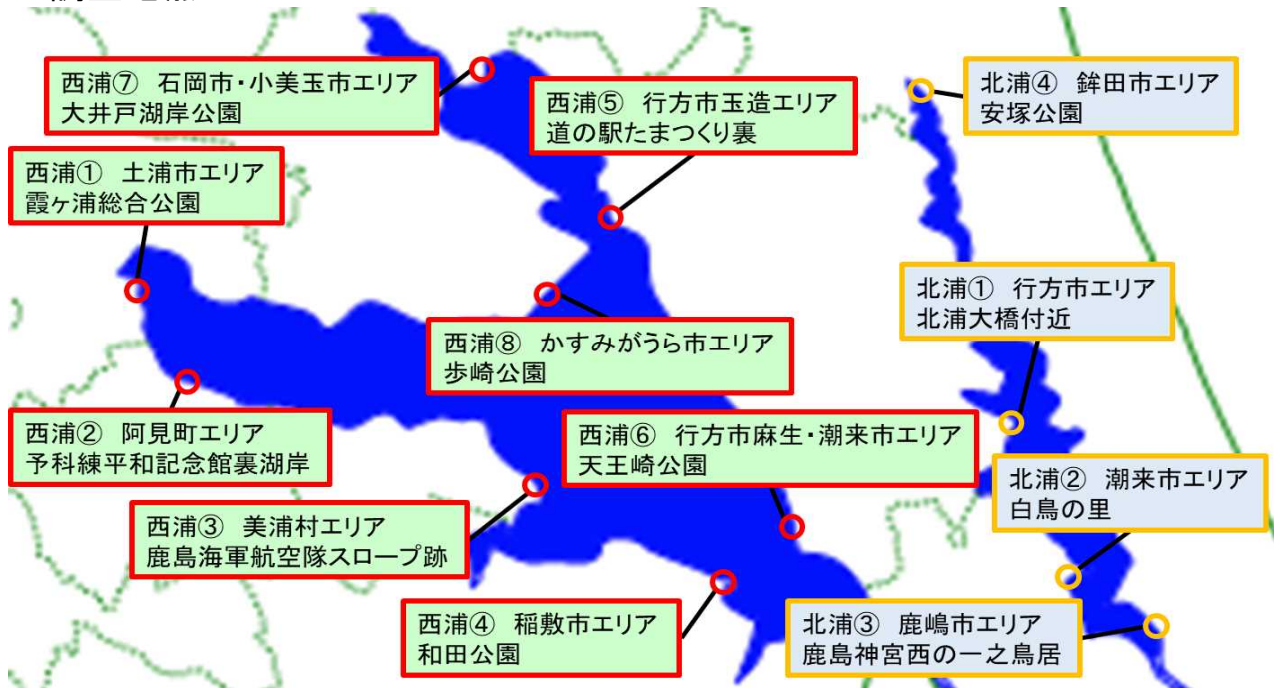 西浦⑦ 石岡市・小美玉市エリア
大井戸湖岸公園
西浦⑤ 行方市玉造エリア
道の駅たまつくり裏
北浦④ 鉾田市エリア
安塚公園
西浦① 土浦市エリア
霞ヶ浦総合公園
北浦① 行方市エリア
北浦大橋付近
西浦⑧ かすみがうら市エリア
歩崎公園
西浦② 阿見町エリア
予科練平和記念館裏湖岸
西浦⑥ 行方市麻生・潮来市エリア
天王崎公園
北浦② 潮来市エリア
白鳥の里
西浦③ 美浦村エリア
鹿島海軍航空隊スロープ跡
西浦④ 稲敷市エリア
和田公園
北浦③ 鹿嶋市エリア
鹿島神宮西の一之鳥居